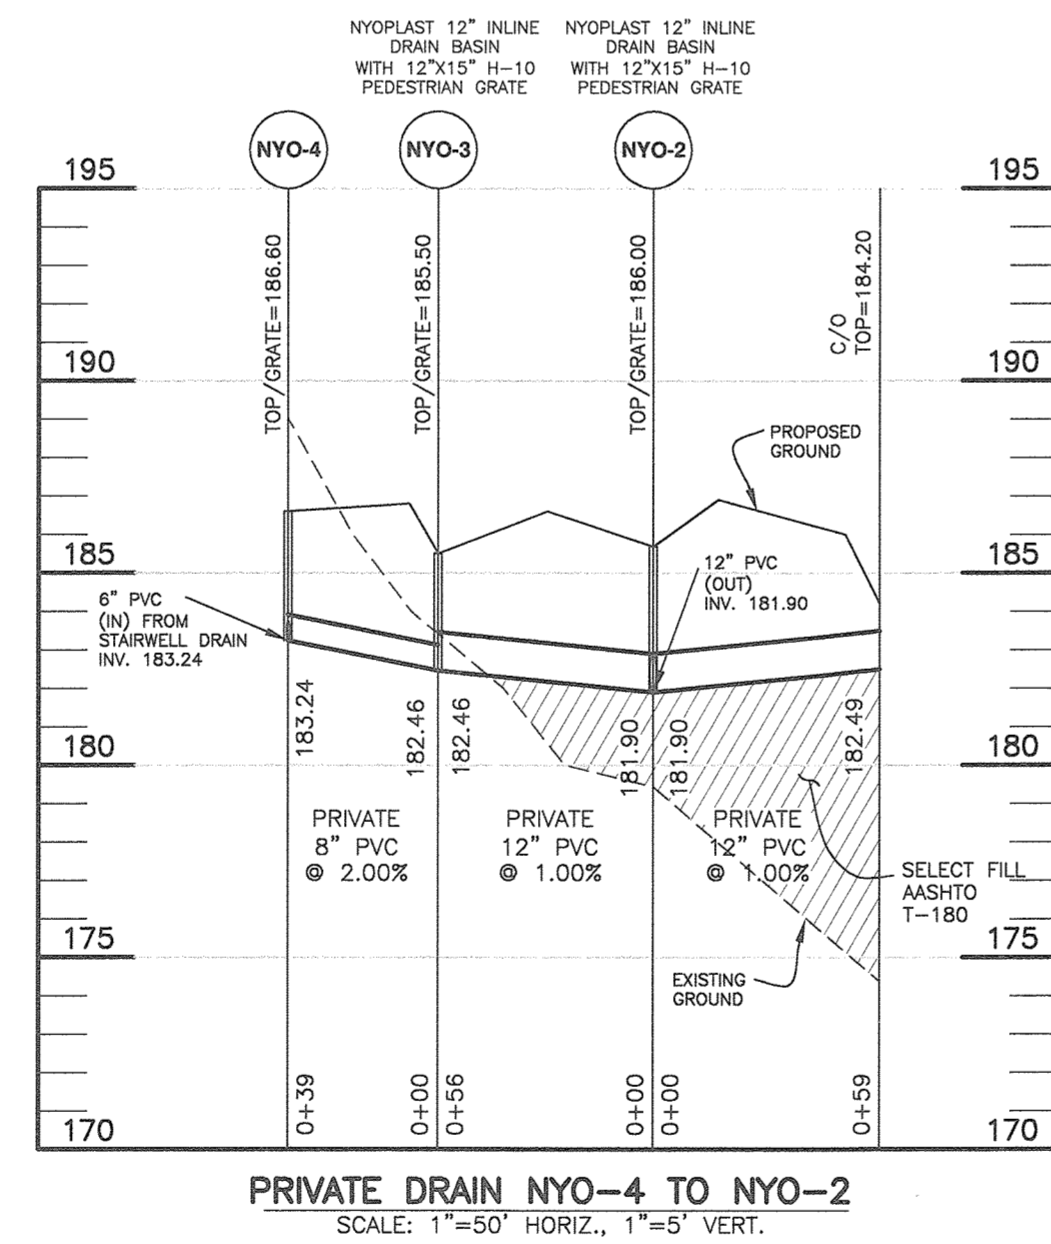 NYOPLAST 12" INLINE
DRAIN BASIN
WITH 12"X15" H-10
PEDESTRIAN GRATE
NYOPLAST 12" INLINE
DRAIN BASIN
WITH 12"X15" H-10
PEDESTRIAN GRATE
NYO-4
NYO-3
NYO-2
195
195
TOP/GRATE=186.60
TOP/GRATE=185.50
TOP/GRATE=186.00
C/O
TOP=184.20
190
190
PROPOSED
GROUND
185
185
12" PVC
(OUT)
INV. 181.90
6" PVC
(IN) FROM
STAIRWELL DRAIN
INV. 183.24
183.24
182.46
182.46
181.90
181.90
182.49
180
180
PRIVATE
8" PVC
@ 2.00%
PRIVATE
12" PVC
@ 1.00%
PRIVATE
12" PVC
@ 1.00%
SELECT FILL
AASHTO
T-180
175
175
EXISTING
GROUND
0+39
0+00
0+56
0+00
0+00
0+59
170
170
PRIVATE DRAIN NYO-4 TO NYO-2
SCALE: 1"=50' HORIZ., 1"=5' VERT.